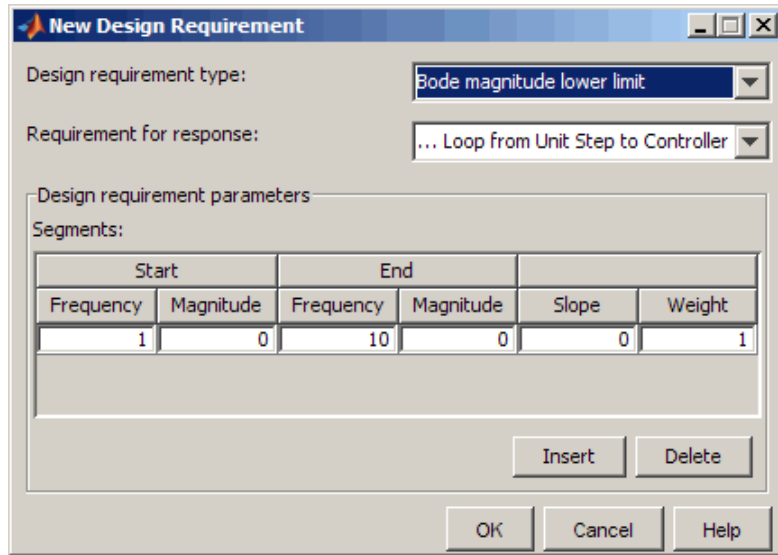 New Design Requirement
Design requirement type: Bode magnitude lower limit
Requirement for response: ... Loop from Unit Step to Controller
Design requirement parameters
Segments:
Start End
Frequency Magnitude Frequency Magnitude Slope Weight
1 0 10 0 0 1
Insert Delete
OK Cancel Help